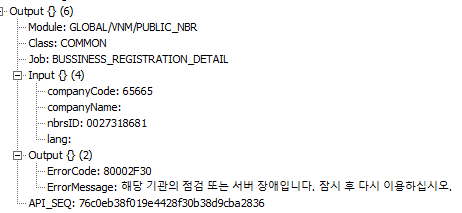 Output {} (6)
Module: GLOBAL/VNM/PUBLIC_NBR
Class: COMMON
Job: BUSSINESS_REGISTRATION_DETAIL
Input {} (4)
companyCode: 65665
companyName:
nbrsID: 0027318681
lang:
Output {} (2)
ErrorCode: 80002F30
ErrorMessage: 해당 기관의 점검 또는 서버 장애입니다. 잠시 후 다시 이용하십시오.
API_SEQ: 76c0eb38f019e4428f30b38d9cba2836